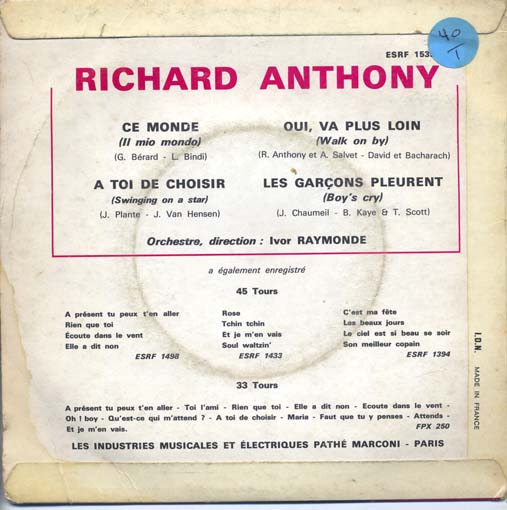 40
T
ESRF 153
RICHARD ANTHONY
CE MONDE
(Il mio mondo)
(G. Bérard - L. Bindi)
OUI, VA PLUS LOIN
(Walk on by)
(R. Anthony et A. Salvet - David et Bacharach)
A TOI DE CHOISIR
(Swinging on a star)
(J. Plante - J. Van Hensen)
LES GARÇONS PLEURENT
(Boy's cry)
(J. Chaumeil - B. Kaye & T. Scott)
Orchestre, direction : Ivor RAYMONDE
a également enregistré
45 Tours
A présent tu peux t'en aller
Rien que toi
Écoute dans le vent
Elle a dit non
ESRF 1498
Rose
Tchin tchin
Et je m'en vais
Soul waltzin'
ESRF 1433
C'est ma fête
Les beaux jours
Le ciel est si beau se soir
Son meilleur copain
ESRF 1394
33 Tours
A présent tu peux t'en aller - Toi l'ami - Rien que toi - Elle a dit non - Ecoute dans le vent -
Oh ! boy - Qu'est-ce qui m'attend ? - A toi de choisir - Maria - Faut que tu y penses - Attends -
Et je m'en vais.
FPX 250
LES INDUSTRIES MUSICALES ET ÉLECTRIQUES PATHÉ MARCONI - PARIS
I.D.N. MADE IN FRANCE